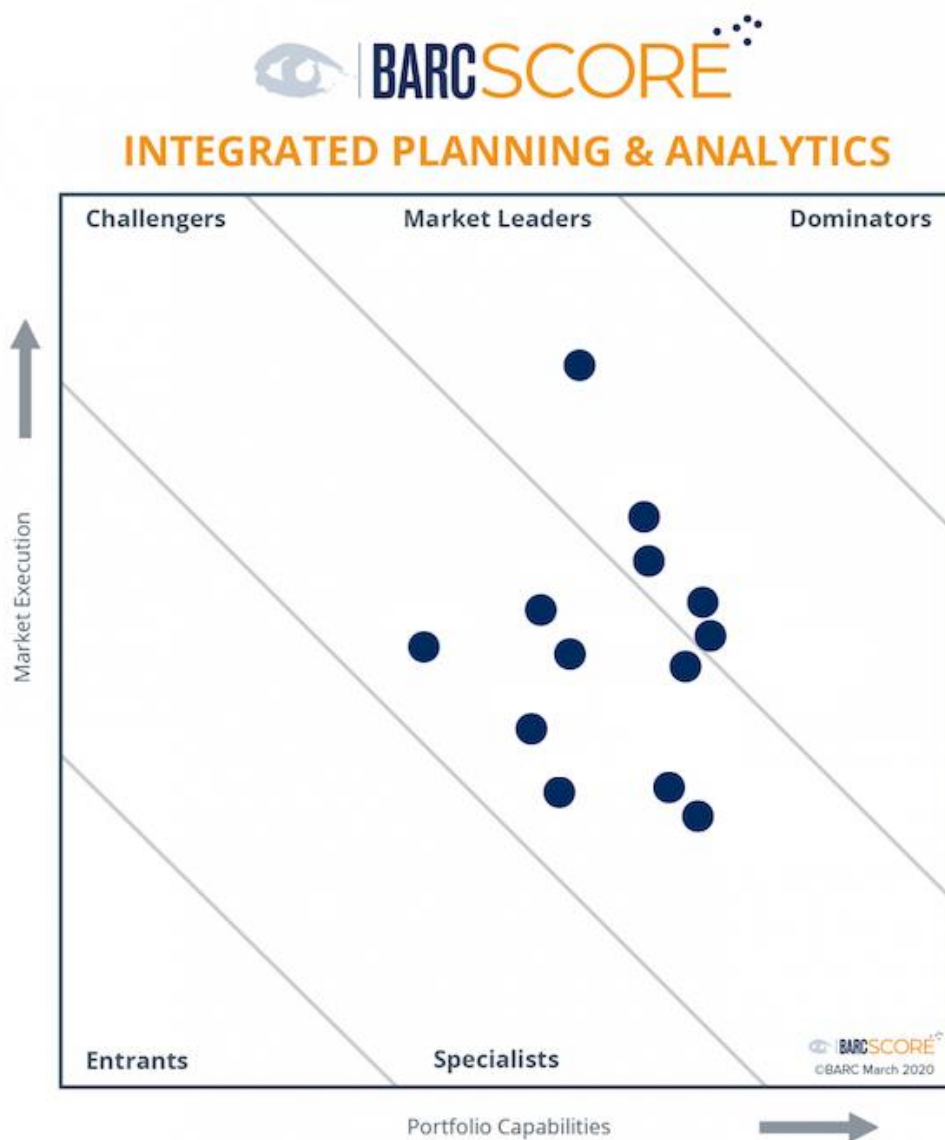 BARC SCORE
INTEGRATED PLANNING & ANALYTICS
Challengers
Market Leaders
Dominators
Market Execution
Entrants
Specialists
BARC SCORE
©BARC March 2020
Portfolio Capabilities